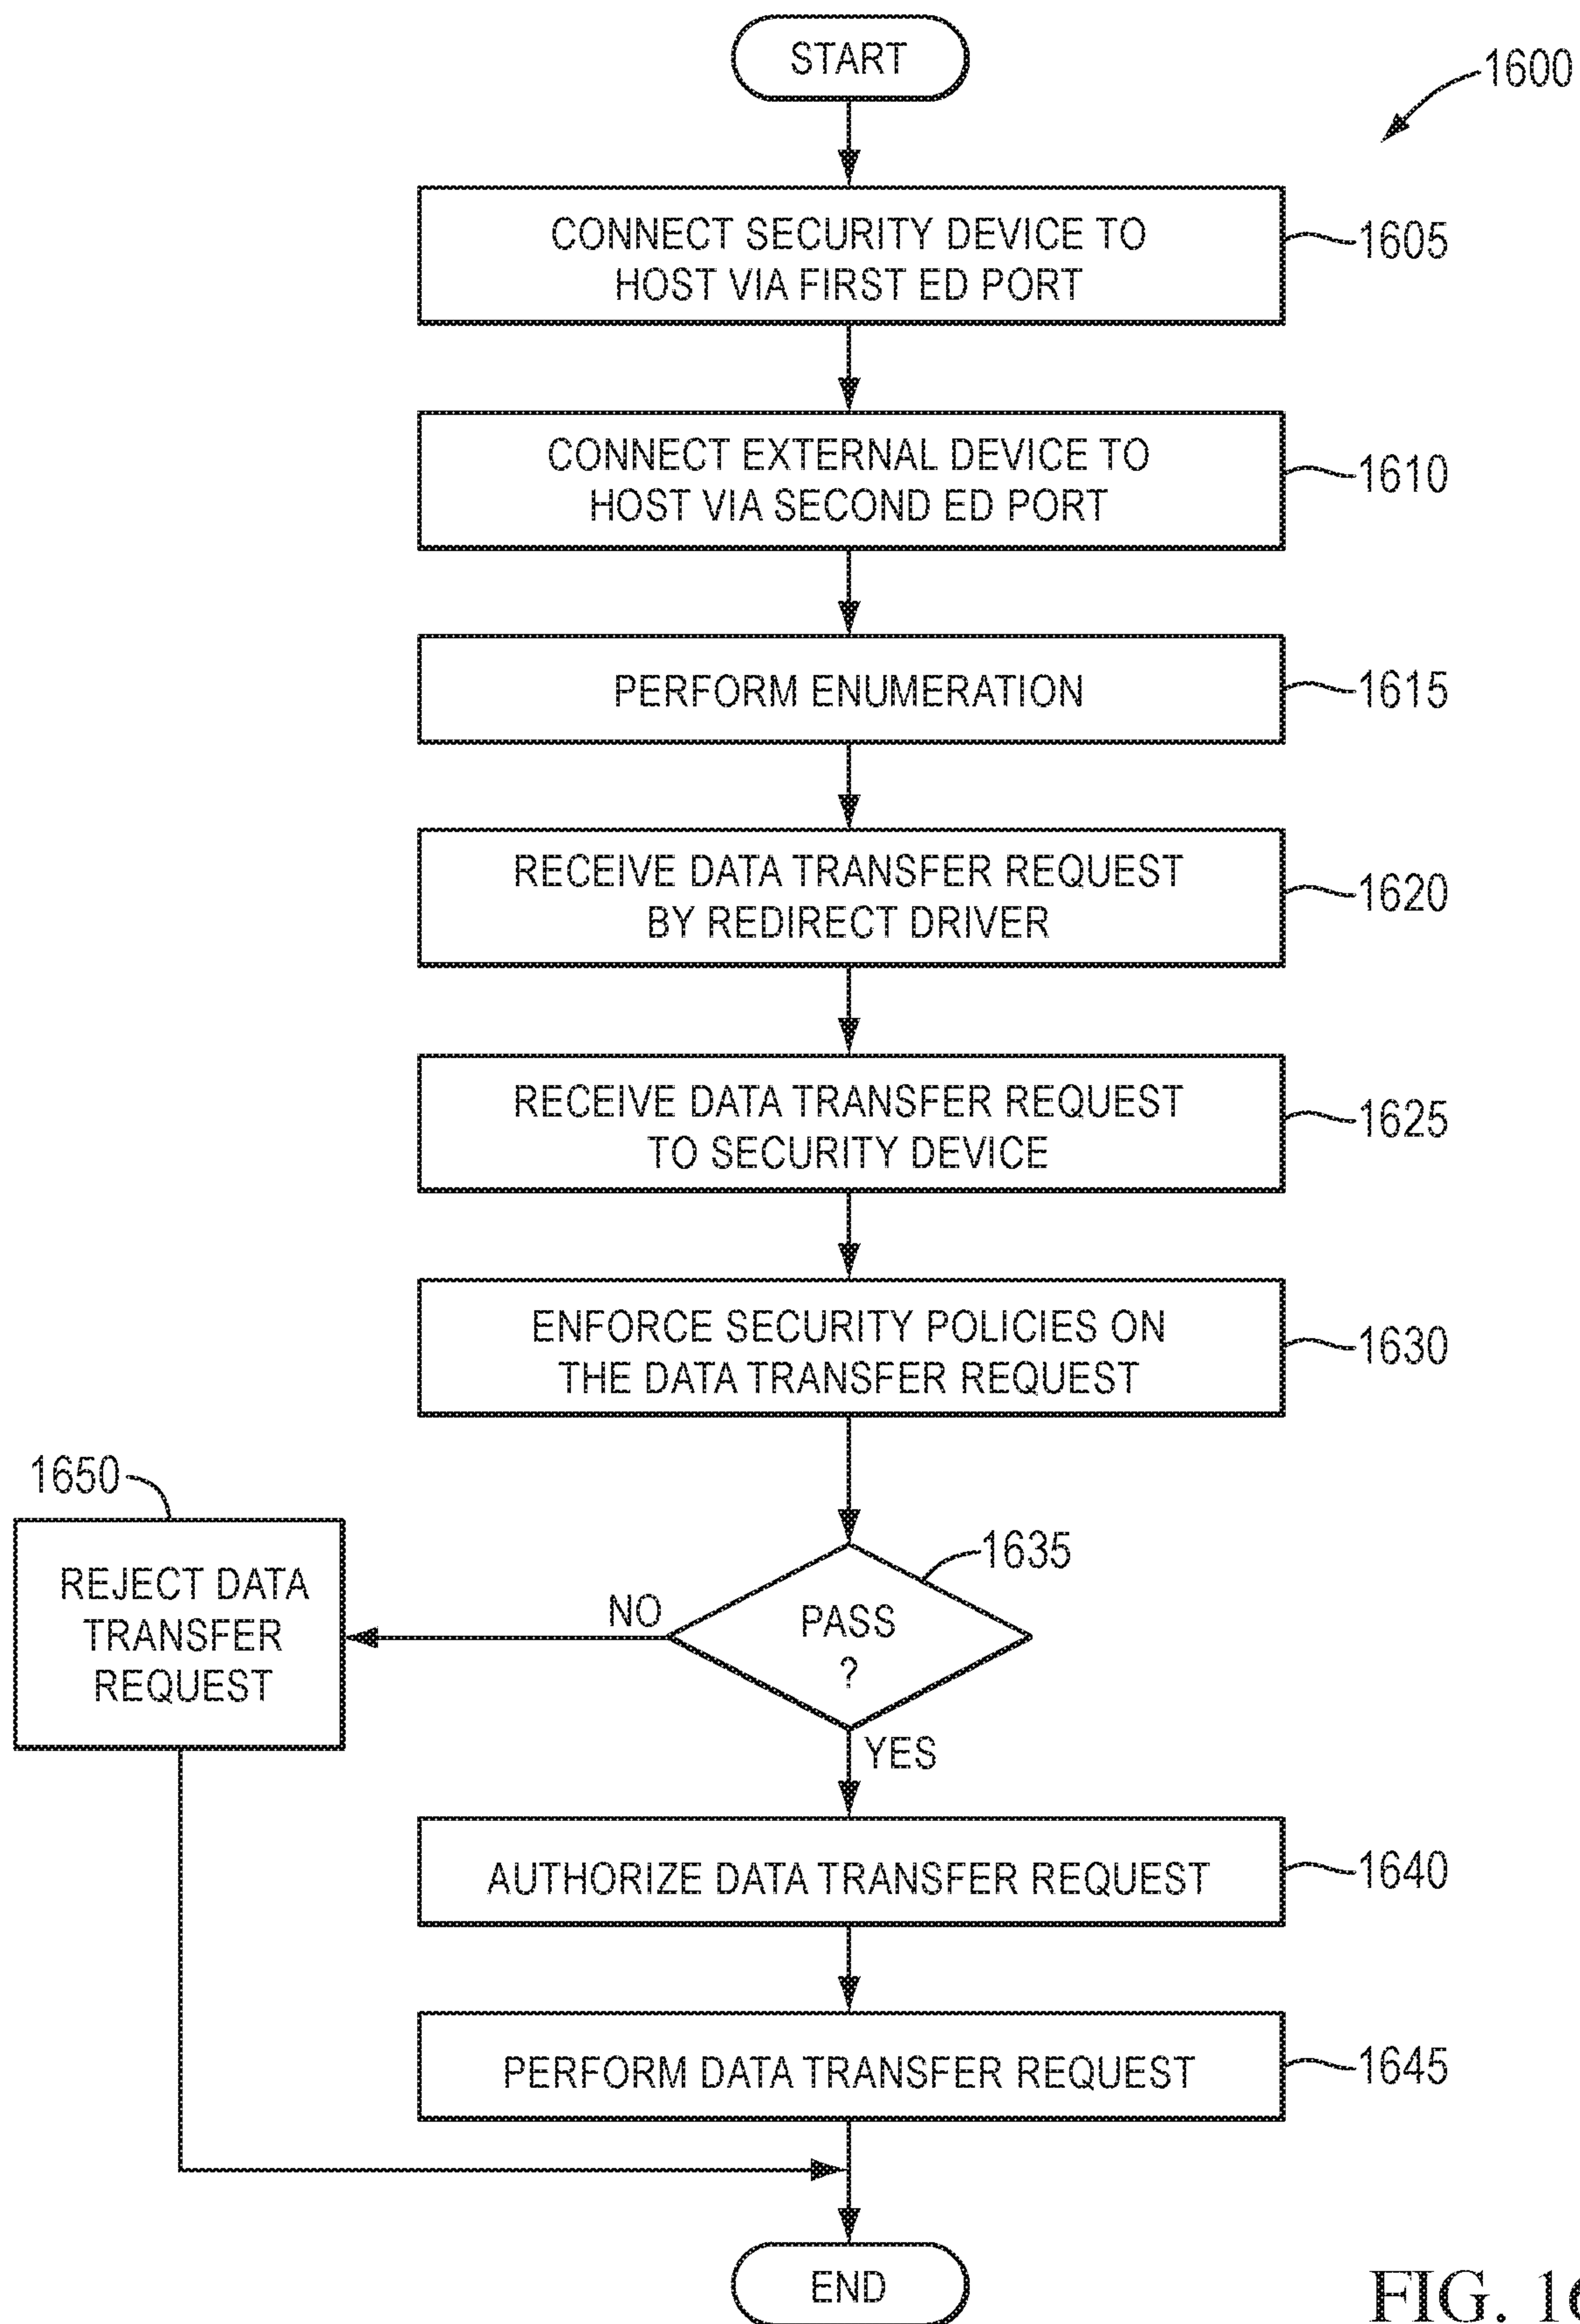 START
1600
CONNECT SECURITY DEVICE TO
HOST VIA FIRST ED PORT
1605
CONNECT EXTERNAL DEVICE TO
HOST VIA SECOND ED PORT
1610
PERFORM ENUMERATION
1615
RECEIVE DATA TRANSFER REQUEST
BY REDIRECT DRIVER
1620
RECEIVE DATA TRANSFER REQUEST
TO SECURITY DEVICE
1625
ENFORCE SECURITY POLICIES ON
THE DATA TRANSFER REQUEST
1630
1650
REJECT DATA
TRANSFER
REQUEST
NO
PASS
?
1635
YES
AUTHORIZE DATA TRANSFER REQUEST
1640
PERFORM DATA TRANSFER REQUEST
1645
END
FIG. 16